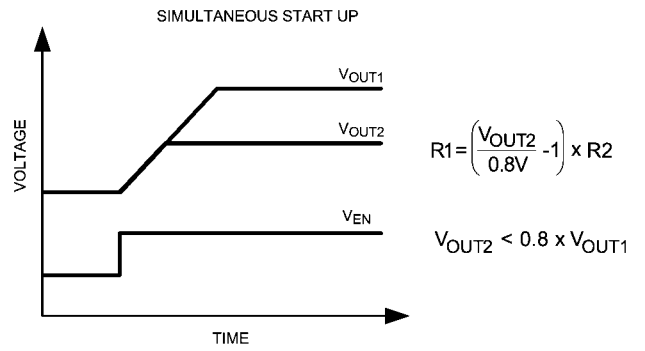 SIMULTANEOUS START UP
VOLTAGE
VOUT1
VOUT2
VEN
TIME
R1=(VOUT2/0.8V -1) x R2
VOUT2 < 0.8 x VOUT1